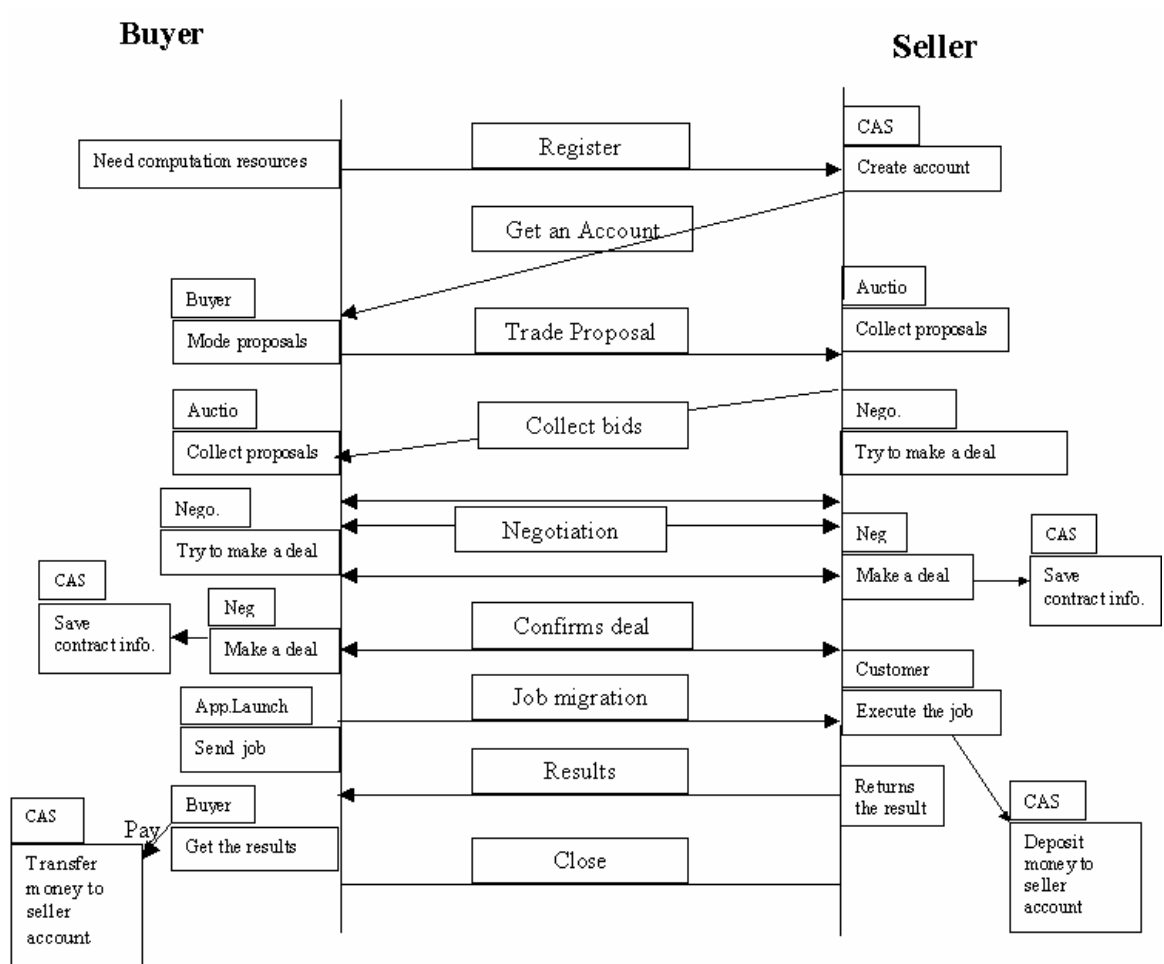 Buyer
Seller
CAS
Need computation resources
Register
Create account
Get an Account
Buyer
Auctio
Mode proposals
Trade Proposal
Collect proposals
Auctio
Collect bids
Nego.
Collect proposals
Try to make a deal
Nego.
Negotiation
Neg
CAS
Try to make a deal
Make a deal
Save
contract info.
CAS
Save
contract info.
Neg
Make a deal
Confirms deal
Customer
App.Launch
Job migration
Execute the job
Send job
Results
Returns
the result
Buyer
CAS
CAS
Pay
Get the results
Close
Transfer
money to
seller
account
Deposit
money to
seller
account